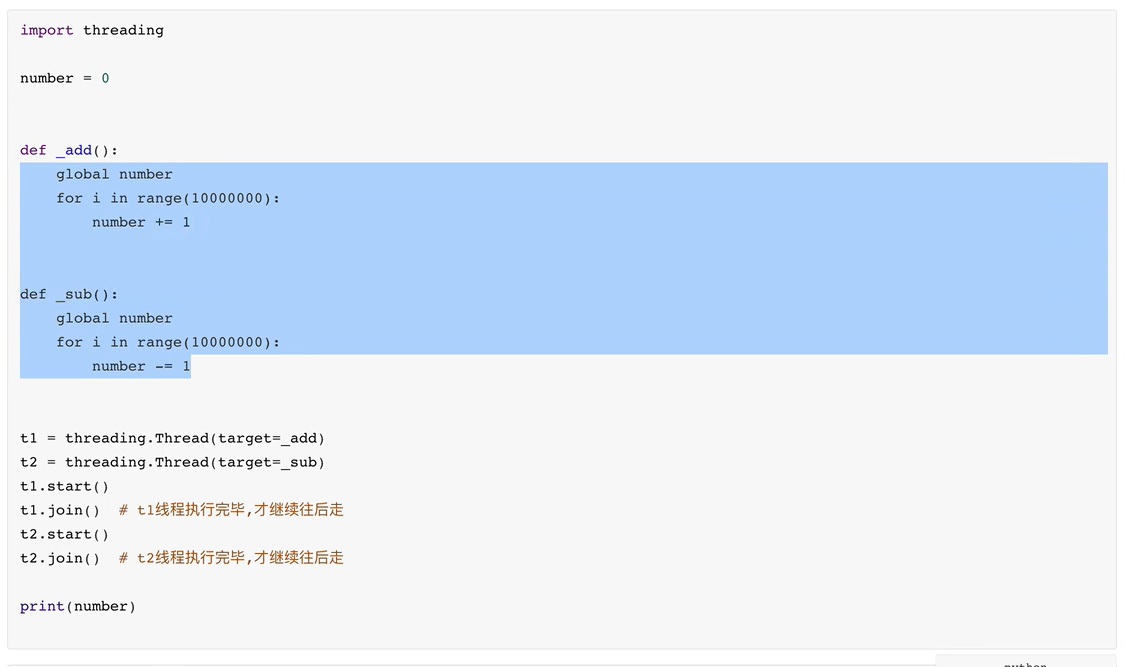 import threading
number = 0
def _add():
    global number
    for i in range(10000000):
        number += 1
def _sub():
    global number
    for i in range(10000000):
        number -= 1
t1 = threading.Thread(target=_add)
t2 = threading.Thread(target=_sub)
t1.start()
t1.join()  # t1线程执行完毕,才继续往后走
t2.start()
t2.join()  # t2线程执行完毕,才继续往后走
print(number)
python